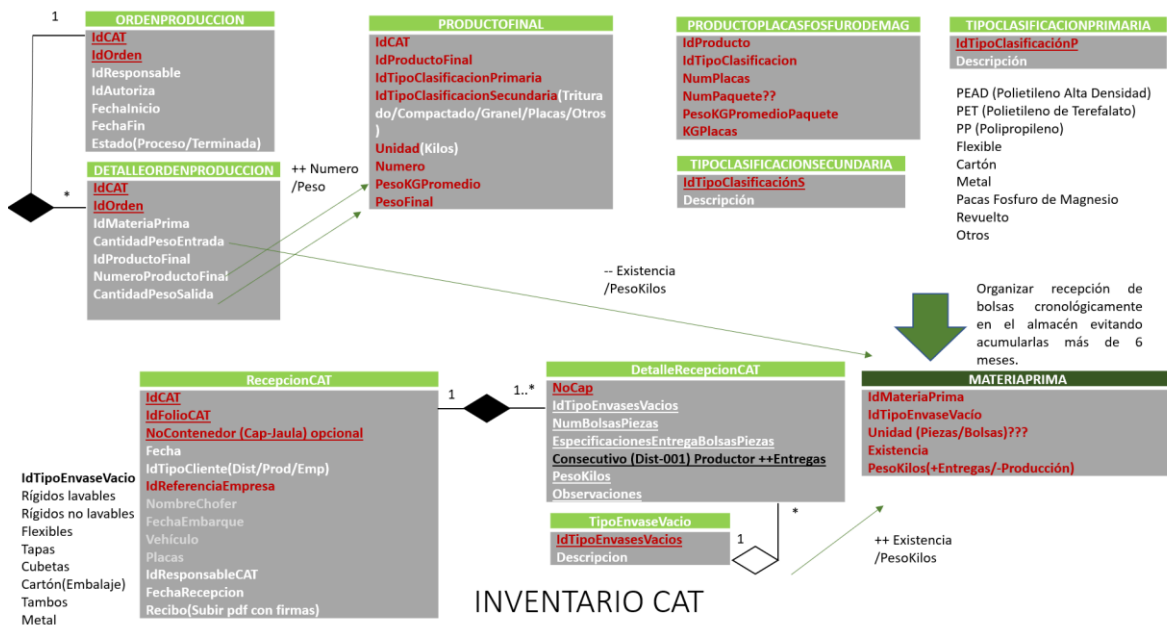 1
ORDENPRODUCCION
IdCAT
IdOrden
IdResponsable
IdAutoriza
FechaInicio
FechaFin
Estado(Proceso/Terminada)
*
DETALLEORDENPRODUCCION
IdCAT
IdOrden
IdMateriaPrima
CantidadPesoEntrada
IdProductoFinal
NumeroProductoFinal
CantidadPesoSalida
++ Numero
/Peso
PRODUCTOFINAL
IdCAT
IdProductoFinal
IdTipoClasificacionPrimaria
IdTipoClasificacionSecundaria(Tritura
do/Compactado/Granel/Placas/Otros
)
Unidad(Kilos)
Numero
PesoKGPromedio
PesoFinal
PRODUCTOPLACASFOSFURODEMAG
IdProducto
IdTipoClasificacion
NumPlacas
NumPaquete??
PesoKGPromedioPaquete
KGPlacas
TIPOCLASIFICACIONSECUNDARIA
IdTipoClasificaciónS
Descripción
TIPOCLASIFICACIONPRIMARIA
IdTipoClasificaciónP
Descripción
PEAD (Polietileno Alta Densidad)
PET (Polietileno de Terefalato)
PP (Polipropileno)
Flexible
Cartón
Metal
Pacas Fosfuro de Magnesio
Revuelto
Otros
-- Existencia
/PesoKilos
Organizar recepción de
bolsas cronológicamente
en el almacén evitando
acumularlas más de 6
meses.
MATERIAPRIMA
IdMateriaPrima
IdTipoEnvaseVacío
Unidad (Piezas/Bolsas)???
Existencia
PesoKilos(+Entregas/-Producción)
RecepcionCAT
IdCAT
IdFolioCAT
NoContenedor (Cap-Jaula) opcional
Fecha
IdTipoCliente(Dist/Prod/Emp)
IdReferenciaEmpresa
NombreChofer
FechaEmbarque
Vehículo
Placas
IdResponsableCAT
FechaRecepcion
Recibo(Subir pdf con firmas)
1
1..*
DetalleRecepcionCAT
NoCap
IdTipoEnvasesVacios
NumBolsasPiezas
EspecificacionesEntregaBolsasPiezas
Consecutivo (Dist-001) Productor ++Entregas
PesoKilos
Observaciones
*
TipoEnvaseVacio
IdTipoEnvasesVacios
Descripcion
1
++ Existencia
/PesoKilos
IdTipoEnvaseVacio
Rígidos lavables
Rígidos no lavables
Flexibles
Tapas
Cubetas
Cartón(Embalaje)
Tambos
Metal
INVENTARIO CAT